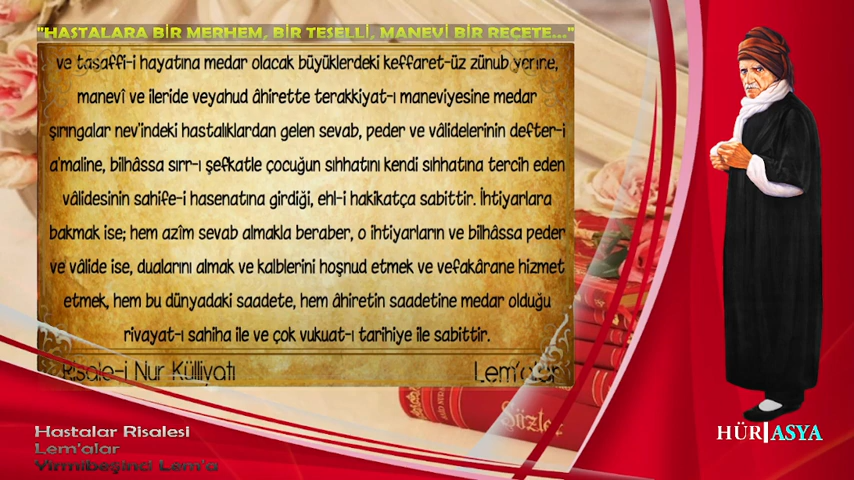 "HASTALARA BİR MERHEM, BİR TESELLİ, MANEVİ BİR REÇETE..."
ve tasaffi-i hayatına medar olacak büyüklerdeki keffaret-üz zünub yerine,
manevî ve ileride veyahud âhirette terakkiyat-ı maneviyesine medar
şırıngalar nev'indeki hastalıklardan gelen sevab, peder ve vâlidelerinin defter-i
a'maline, bilhâssa sırr-ı şefkatle çocuğun sıhhatını kendi sıhhatına tercih eden
vâlidesinin sahife-i hasenatına girdiği, ehl-i hakikatça sabittir. İhtiyarlara
bakmak ise; hem azîm sevab almakla beraber, o ihtiyarların ve bilhâssa peder
ve vâlide ise, dualarını almak ve kalblerini hoşnud etmek ve vefakârane hizmet
etmek, hem bu dünyadaki saadete, hem âhiretin saadetine medar olduğu
rivayat-ı sahiha ile ve çok vukuat-ı tarihiye ile sabittir.
Risale-i Nur Külliyatı Lem'alar
Sözler
Hastalar Risalesi
Lem'alar
Yirmibeşinci Lem'a
HÜR ASYA